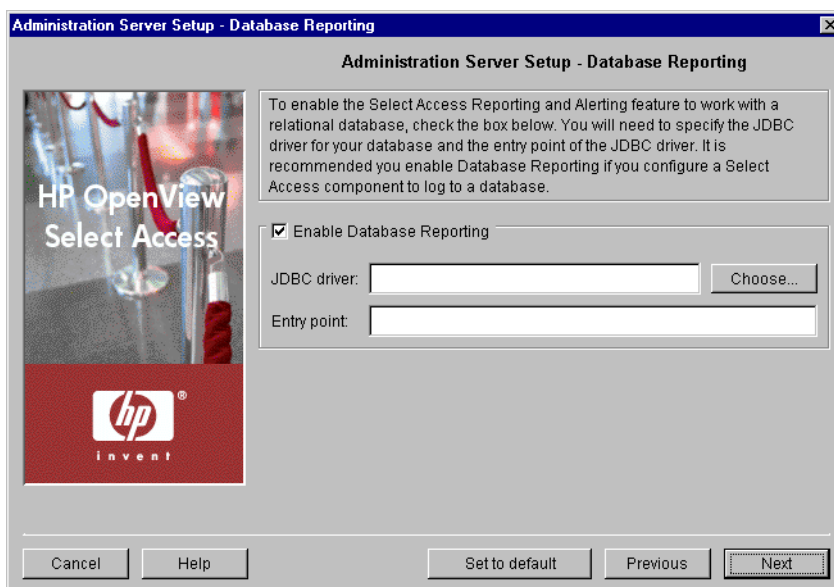 Administration Server Setup - Database Reporting
Administration Server Setup - Database Reporting
HP OpenView
Select Access
hp
®
invent
To enable the Select Access Reporting and Alerting feature to work with a
relational database, check the box below. You will need to specify the JDBC
driver for your database and the entry point of the JDBC driver. It is
recommended you enable Database Reporting if you configure a Select
Access component to log to a database.
Enable Database Reporting
JDBC driver:
Choose...
Entry point:
Cancel
Help
Set to default
Previous
Next